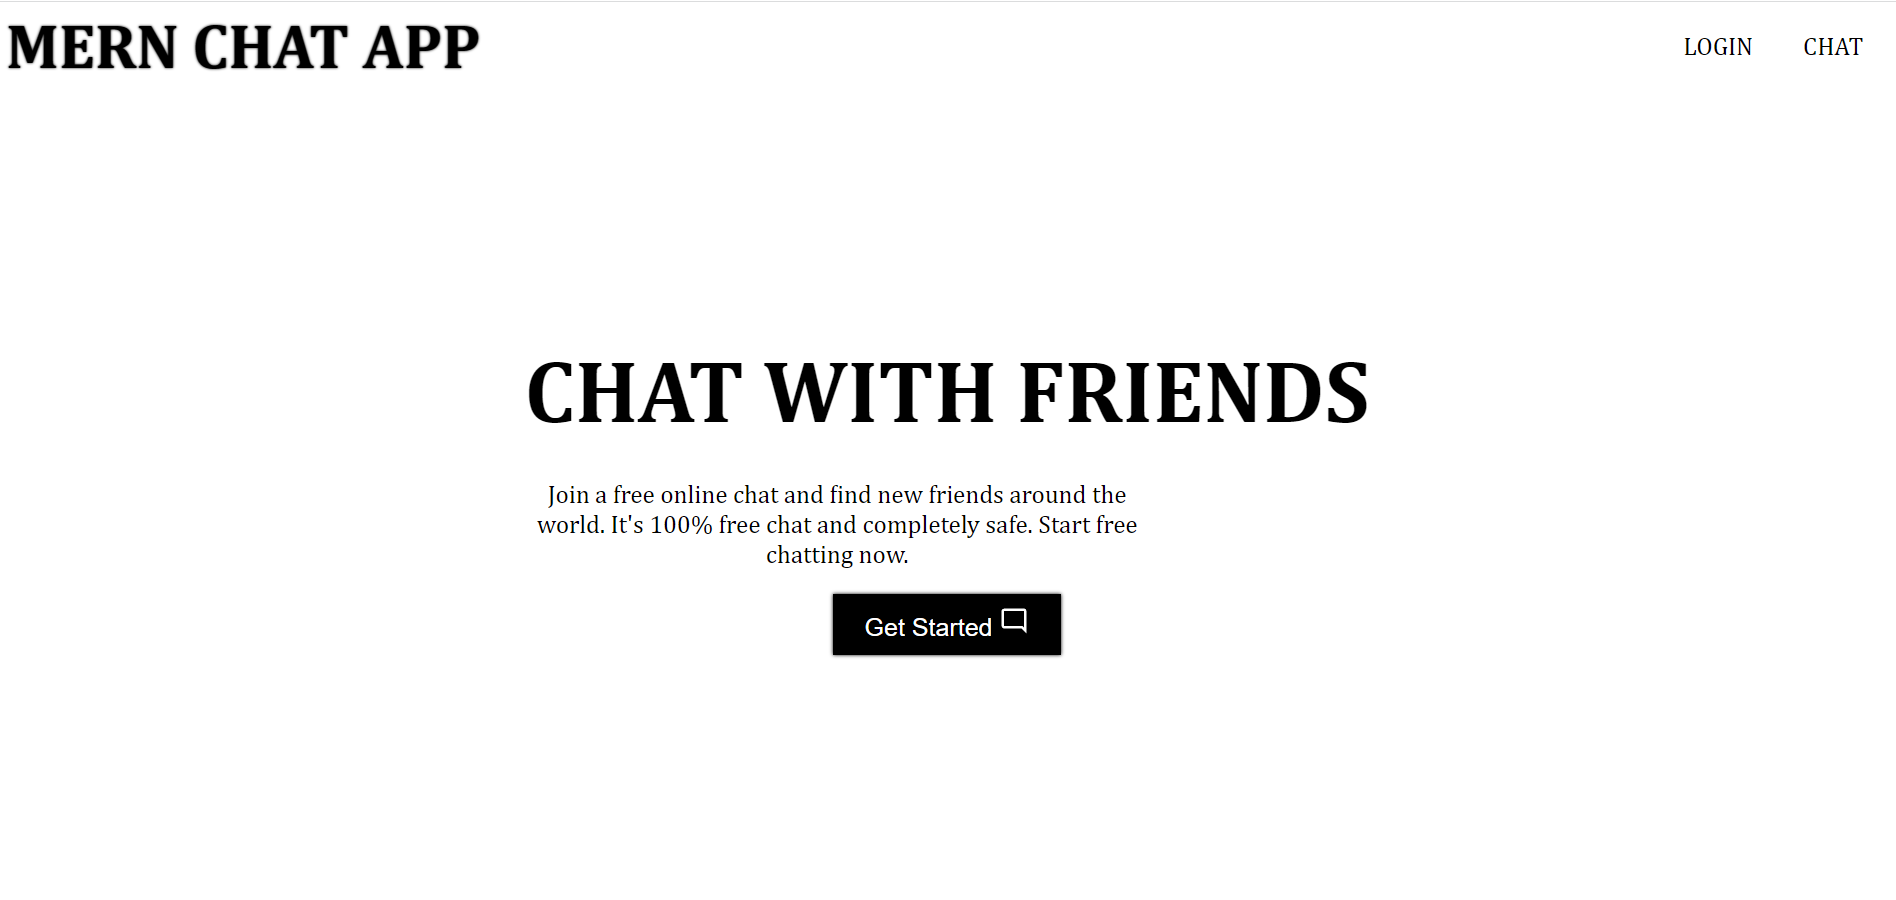 MERN CHAT APP
LOGIN
CHAT
CHAT WITH FRIENDS
Join a free online chat and find new friends around the
world. It's 100% free chat and completely safe. Start free
chatting now.
Get Started